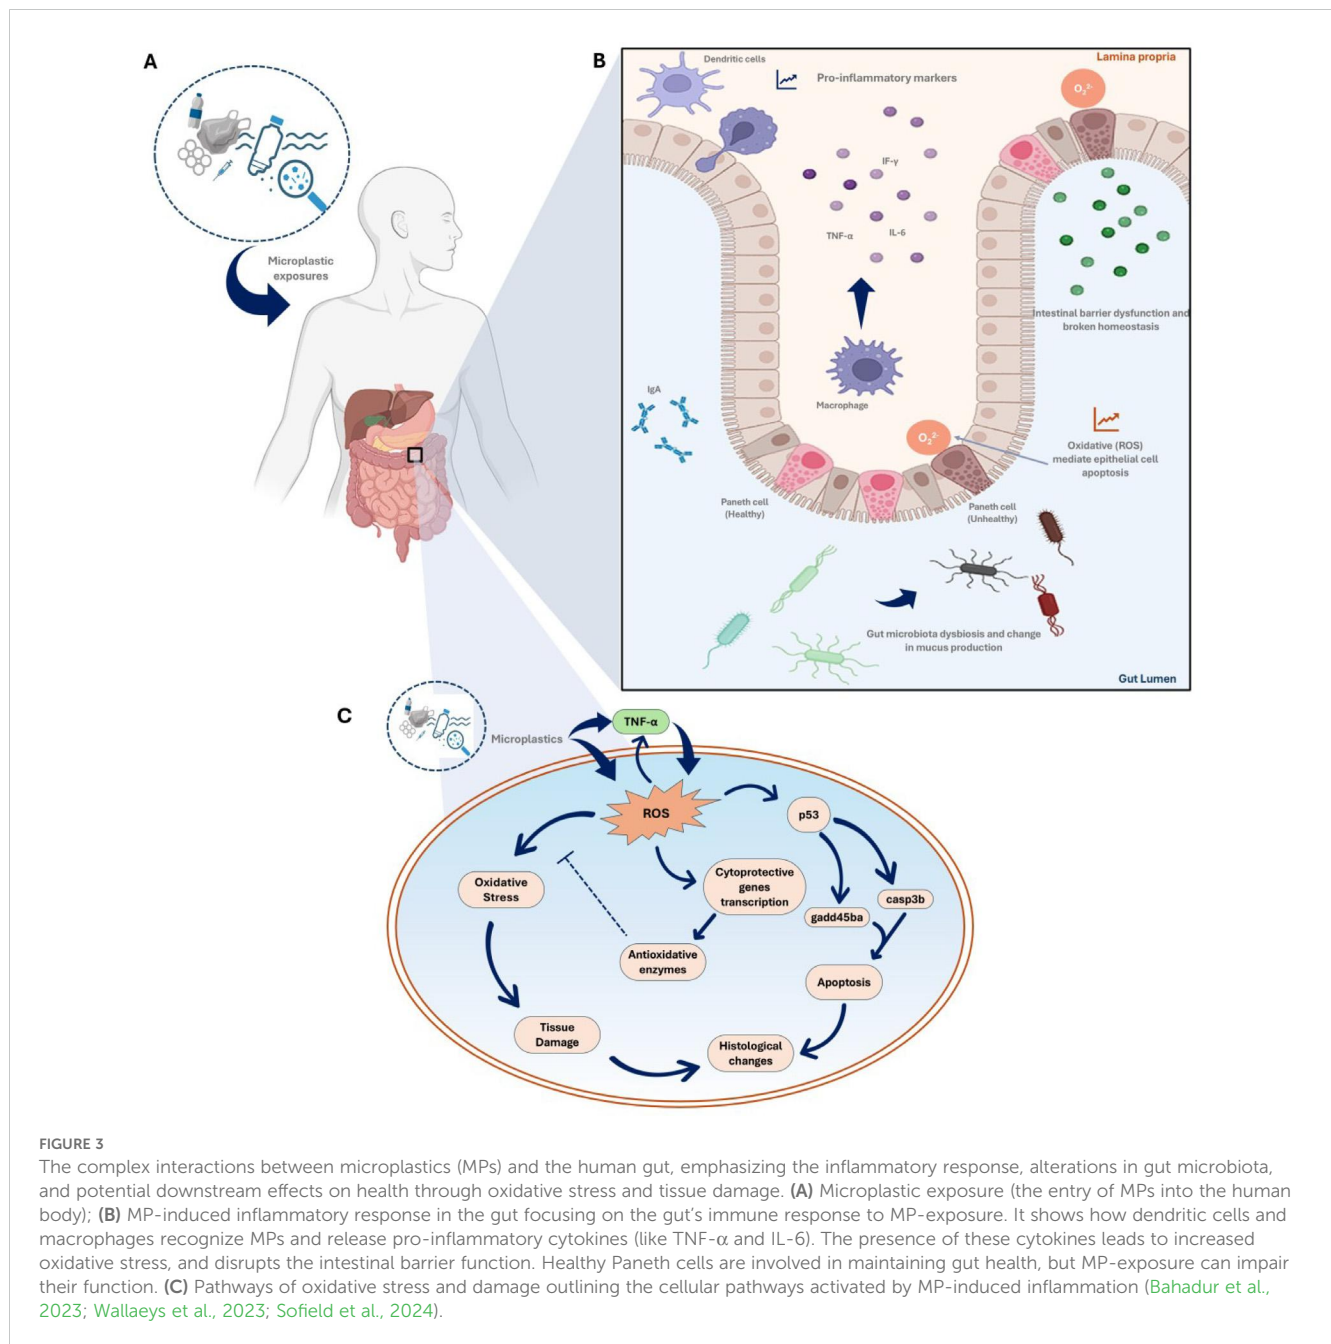 A
Microplastic
exposures
B
Dendritic cells
Pro-inflammatory markers
Lamina propria
O₂²⁻
IF-γ
TNF-α
IL-6
Macrophage
IgA
Intestinal barrier dysfunction and
broken homeostasis
O₂²⁻
Oxidative (ROS)
mediate epithelial cell
apoptosis
Paneth cell
(Healthy)
Paneth cell
(Unhealthy)
Gut microbiota dysbiosis and change
in mucus production
Gut Lumen
C
Microplastics
TNF-α
ROS
p53
Oxidative
Stress
Cytoprotective
genes
transcription
casp3b
gadd45ba
Antioxidative
enzymes
Apoptosis
Tissue
Damage
Histological
changes
FIGURE 3
The complex interactions between microplastics (MPs) and the human gut, emphasizing the inflammatory response, alterations in gut microbiota,
and potential downstream effects on health through oxidative stress and tissue damage. (A) Microplastic exposure (the entry of MPs into the human
body); (B) MP-induced inflammatory response in the gut focusing on the gut's immune response to MP-exposure. It shows how dendritic cells and
macrophages recognize MPs and release pro-inflammatory cytokines (like TNF-α and IL-6). The presence of these cytokines leads to increased
oxidative stress, and disrupts the intestinal barrier function. Healthy Paneth cells are involved in maintaining gut health, but MP-exposure can impair
their function. (C) Pathways of oxidative stress and damage outlining the cellular pathways activated by MP-induced inflammation (Bahadur et al.,
2023; Wallaeys et al., 2023; Sofield et al., 2024).